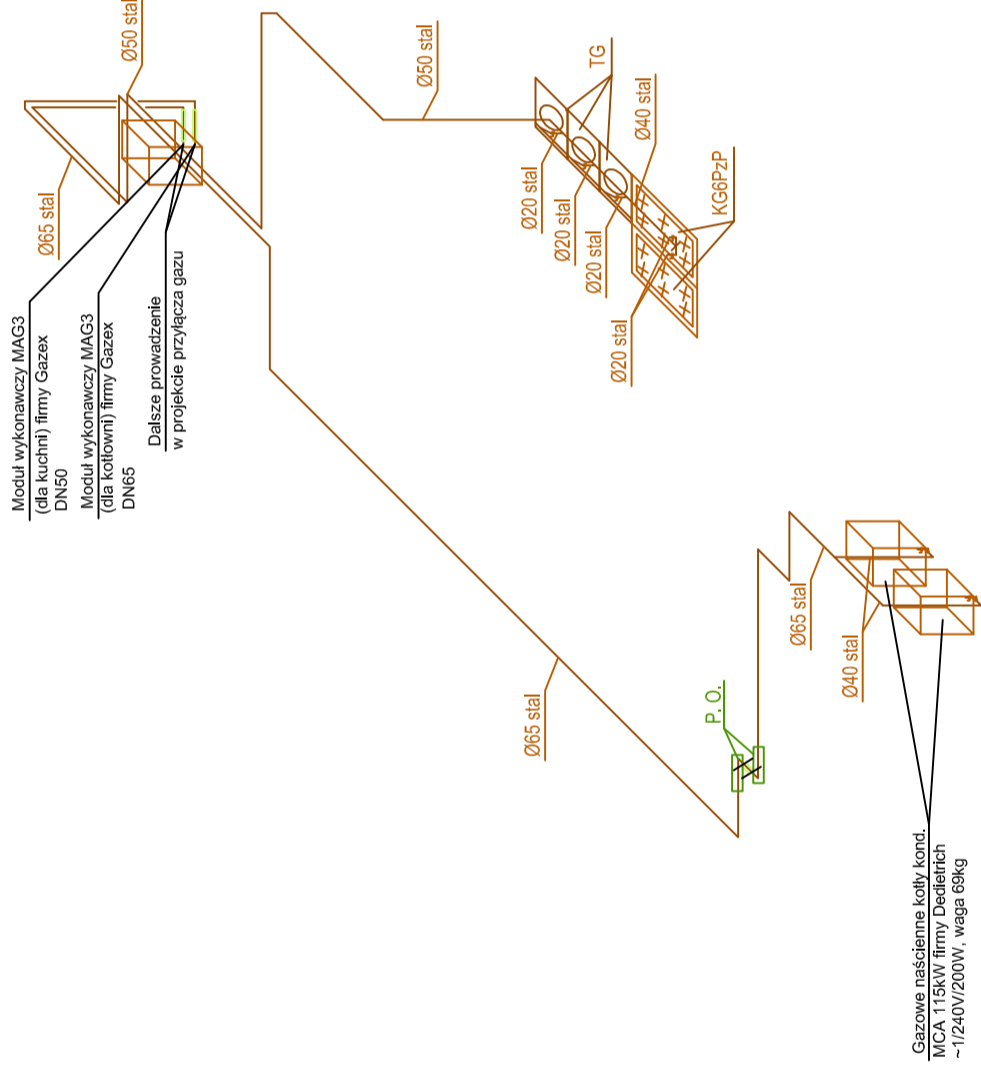 Moduł wykonawczy MAG3
(dla kuchni) firmy Gazex
DN50
Moduł wykonawczy MAG3
(dla kotłowni) firmy Gazex
DN65
Dalsze prowadzenie
w projekcie przyłącza gazu
Ø65 stal
Ø50 stal
Ø50 stal
TG
Ø40 stal
KG6PzP
Ø20 stal
Ø20 stal
Ø20 stal
Ø20 stal
Ø65 stal
P. O.
Ø65 stal
Ø40 stal
Gazowe naścienne kotły kond.
MCA 115kW firmy Dedietrich
~1/240V/200W, waga 69kg